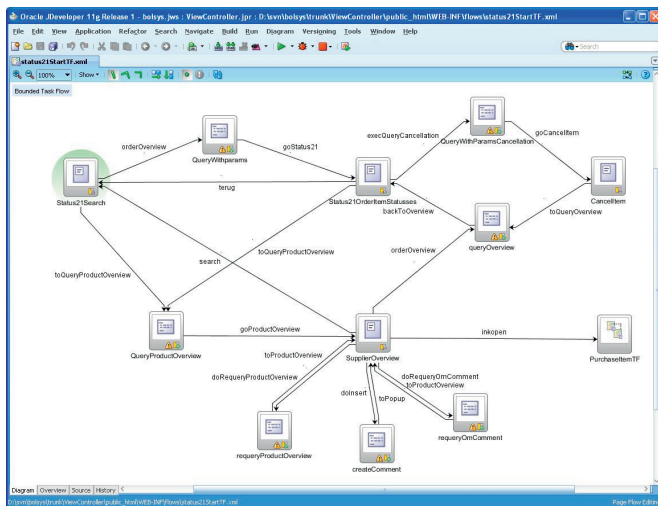 Oracle JDeveloper 11g Release 1 - bolsys.jws : ViewController.jpr : D:\svn\bolsys\trunk\ViewController\public_html\WEB-INF\flows\status21StartTF.xml
File Edit View Application Refactor Search Navigate Build Run Diagram Versioning Tools Window Help
Search
status21StartTF.xml
100% Show
Bounded Task Flow
orderOverview
QueryWithparams
goStatus21
execQueryCancellation
QueryWithParamsCancellation
goCancelItem
Status21Search
terug
Status21OrderItemStatusses
CancelItem
backToOverview
toQueryOverview
queryOverview
toQueryProductOverview
search
toQueryProductOverview
orderOverview
QueryProductOverview
goProductOverview
SupplierOverview
inkopen
PurchaseItemTF
toProductOverview
doRequeryProductOverview
doInsert
toPopup
doRequeryOmComment
toProductOverview
requeryProductOverview
createComment
requeryOmComment
Diagram Overview Source History
D:\svn\bolsys\trunk\ViewController\public_html\WEB-INF\flows\status21StartTF.xml
Page Flow Editin